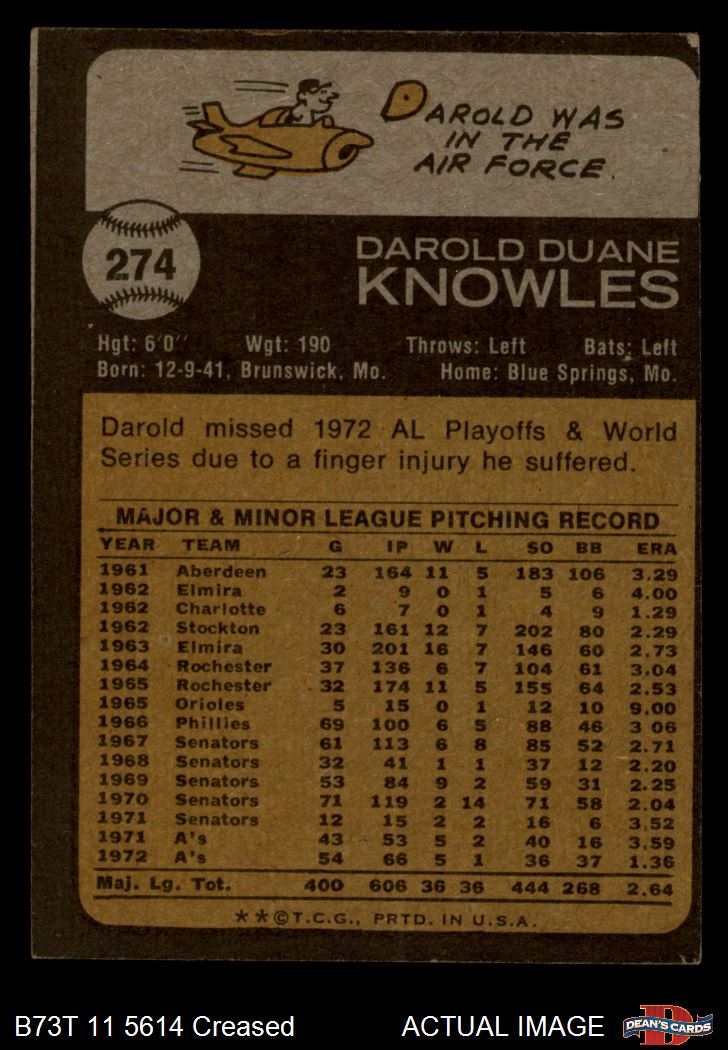 DAROLD WAS
IN THE
AIR FORCE.
274
DAROLD DUANE
KNOWLES
Hgt: 6'0" Wgt: 190 Throws: Left Bats: Left
Born: 12-9-41, Brunswick, Mo. Home: Blue Springs, Mo.
Darold missed 1972 AL Playoffs & World
Series due to a finger injury he suffered.
MAJOR & MINOR LEAGUE PITCHING RECORD
YEAR TEAM G IP W L SO BB ERA
1961 Aberdeen 23 164 11 5 183 106 3.29
1962 Elmira 2 9 0 1 5 6 4.00
1962 Charlotte 6 7 0 1 4 9 1.29
1962 Stockton 23 161 12 7 202 80 2.29
1963 Elmira 30 201 16 7 146 60 2.73
1964 Rochester 37 136 6 7 104 61 3.04
1965 Rochester 32 174 11 5 155 64 2.53
1965 Orioles 5 15 0 1 12 10 9.00
1966 Phillies 69 100 6 5 88 46 3 06
1967 Senators 61 113 6 8 85 52 2.71
1968 Senators 32 41 1 1 37 12 2.20
1969 Senators 53 84 9 2 59 31 2.25
1970 Senators 71 119 2 14 71 58 2.04
1971 Senators 12 15 2 2 16 6 3.52
1971 A's 43 53 5 2 40 16 3.59
1972 A's 54 66 5 1 36 37 1.36
Maj. Lg. Tot. 400 606 36 36 444 268 2.64
**©T.C.G., PRTD. IN U.S.A.
B73T 11 5614 Creased ACTUAL IMAGE
D
DEAN'S CARDS